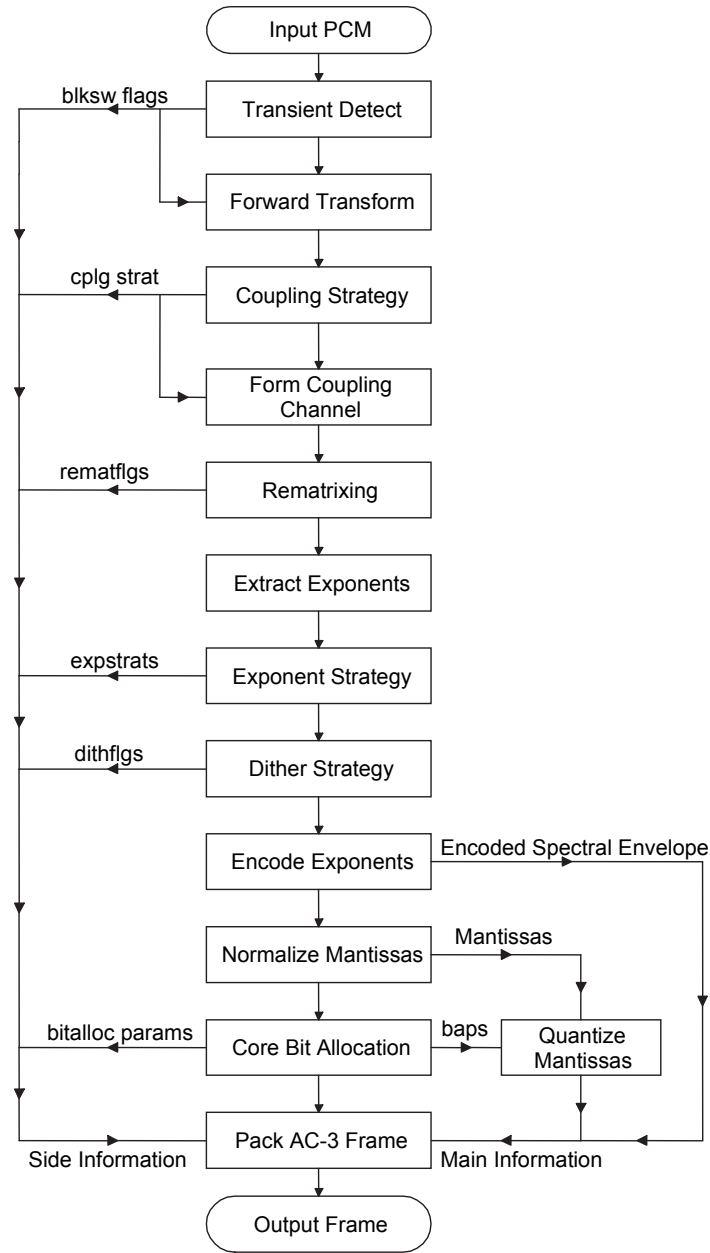 Input PCM
blksw flags
Transient Detect
Forward Transform
cplg strat
Coupling Strategy
Form Coupling
Channel
rematflgs
Rematrixing
Extract Exponents
expstrats
Exponent Strategy
dithflgs
Dither Strategy
Encode Exponents
Encoded Spectral Envelope
Normalize Mantissas
Mantissas
bitalloc params
Core Bit Allocation
baps
Quantize
Mantissas
Side Information
Pack AC-3 Frame
Main Information
Output Frame